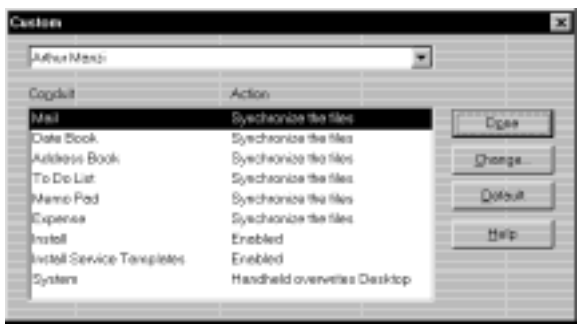 Custom
Conduit Action
Mail Synchronize the files
Date Book Synchronize the files
Address Book Synchronize the files
To Do List Synchronize the files
Memo Pad Synchronize the files
Expense Synchronize the files
Install Enabled
Install Service Templates Enabled
System Handheld overwrites Desktop
Done
Change...
Default
Help